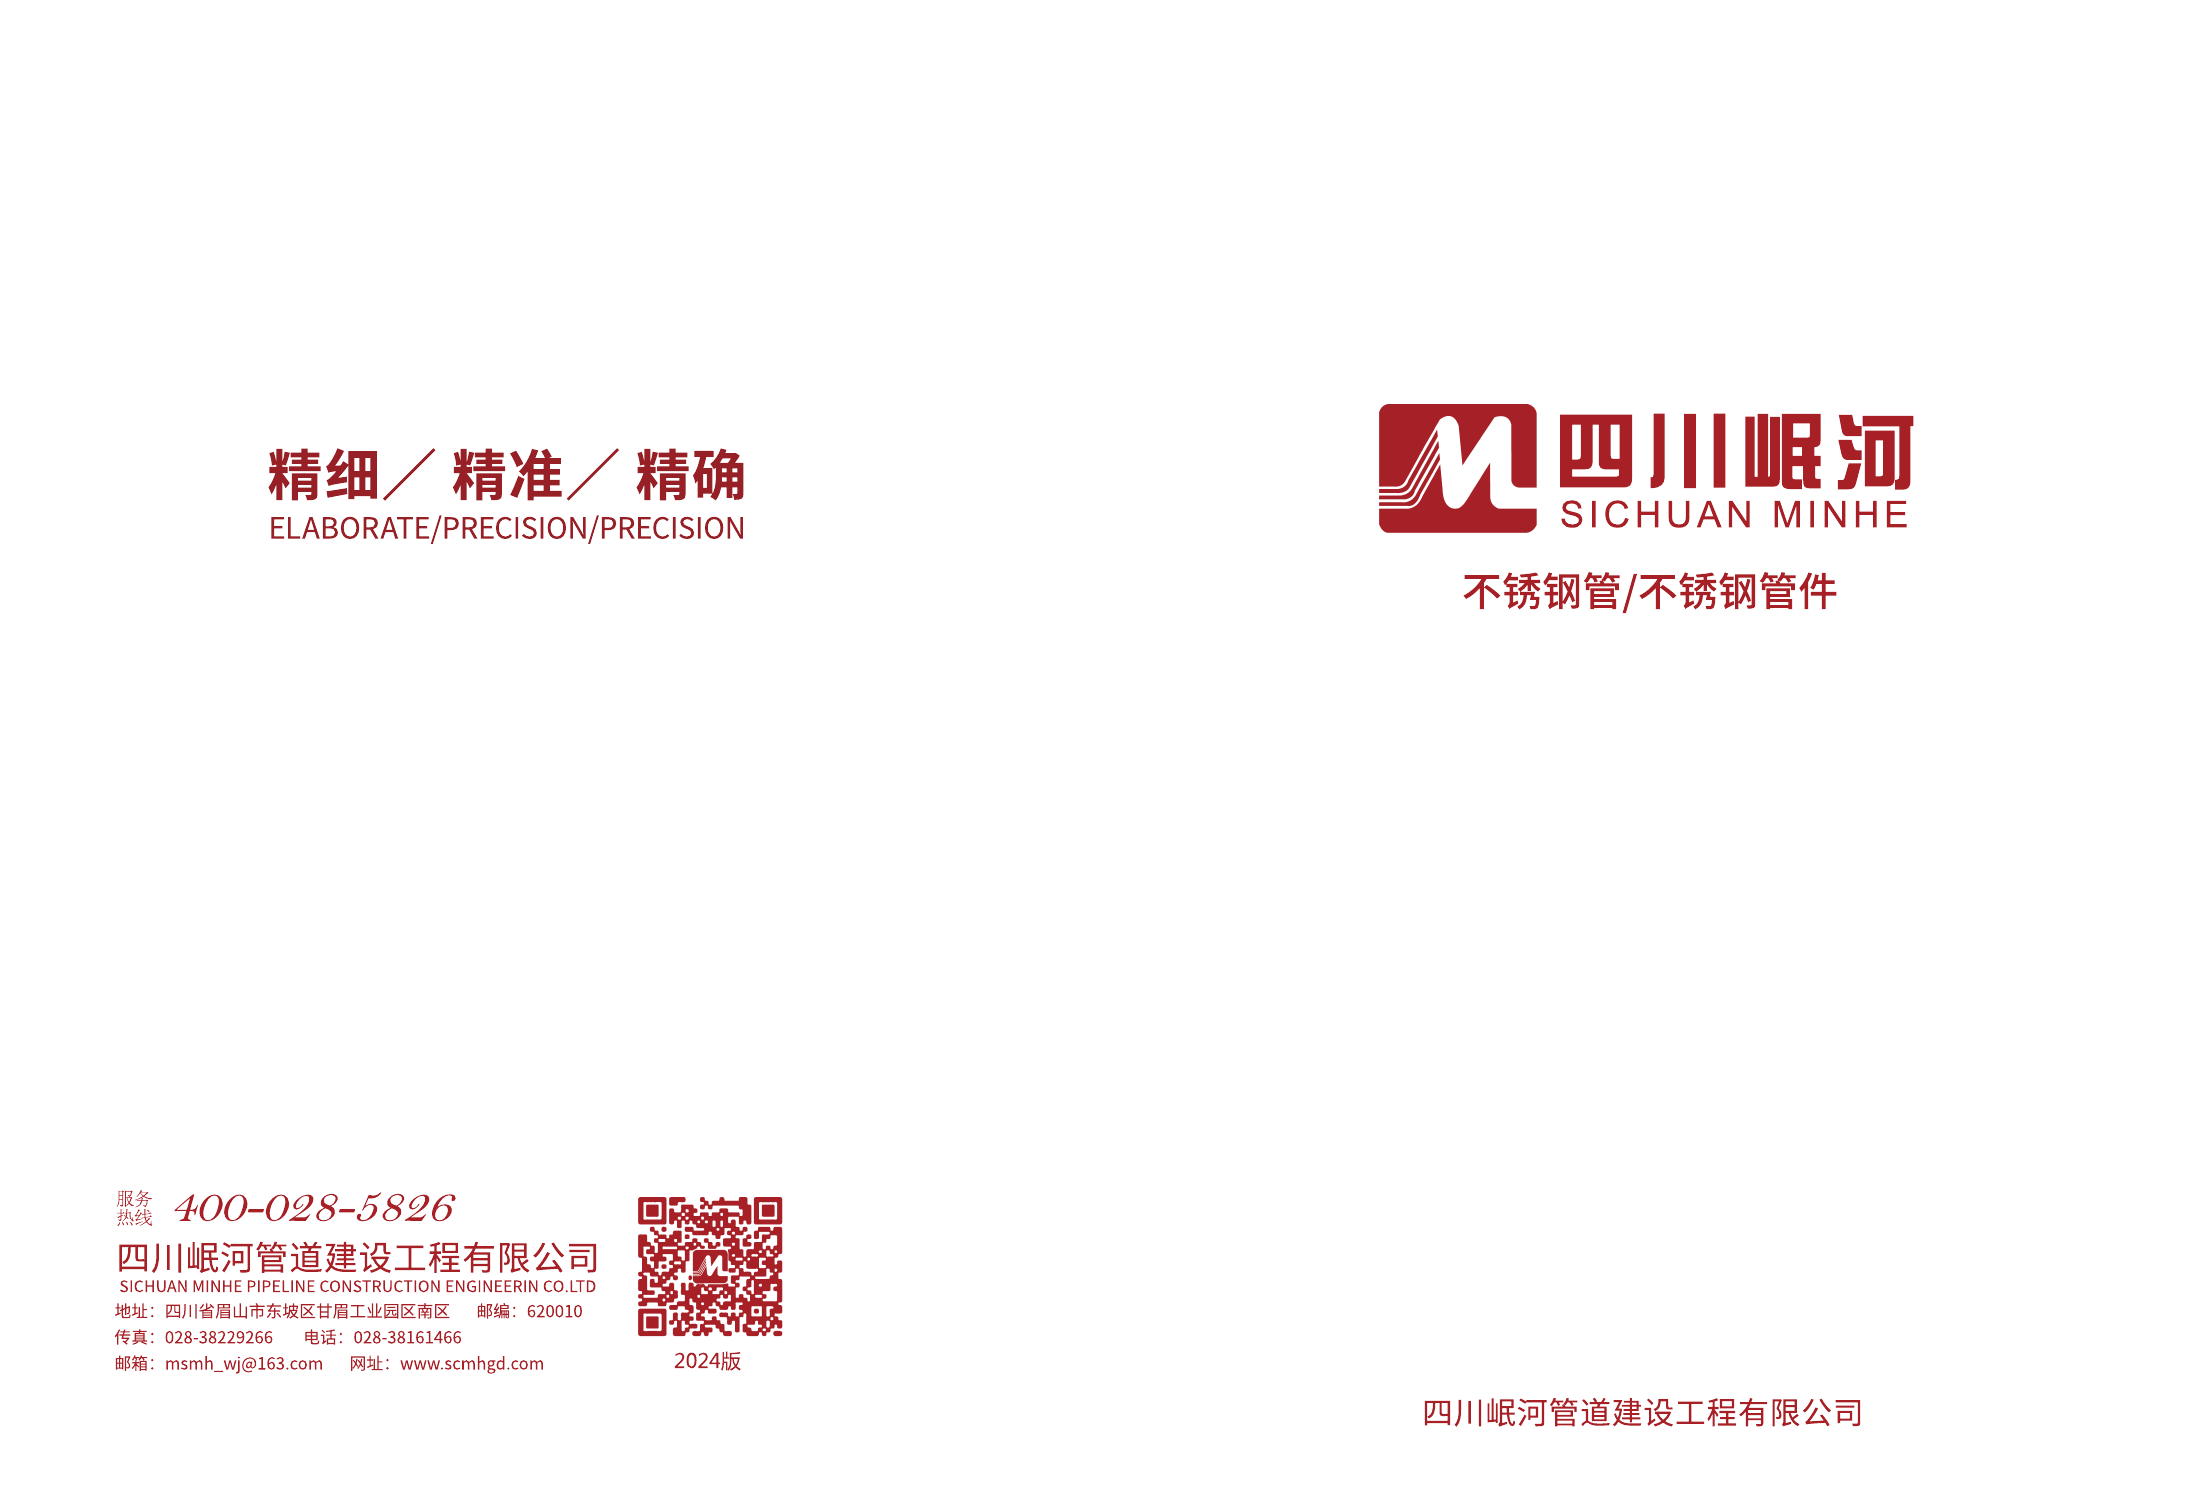 精细／精准／精确
ELABORATE/PRECISION/PRECISION
服务
热线
400-028-5826
四川岷河管道建设工程有限公司
SICHUAN MINHE PIPELINE CONSTRUCTION ENGINEERIN CO.LTD
地址：四川省眉山市东坡区甘眉工业园区南区 邮编：620010
传真：028-38229266 电话：028-38161466
邮箱：msmh_wj@163.com 网址：www.scmhgd.com
2024版
四川岷河
SICHUAN MINHE
不锈钢管/不锈钢管件
四川岷河管道建设工程有限公司